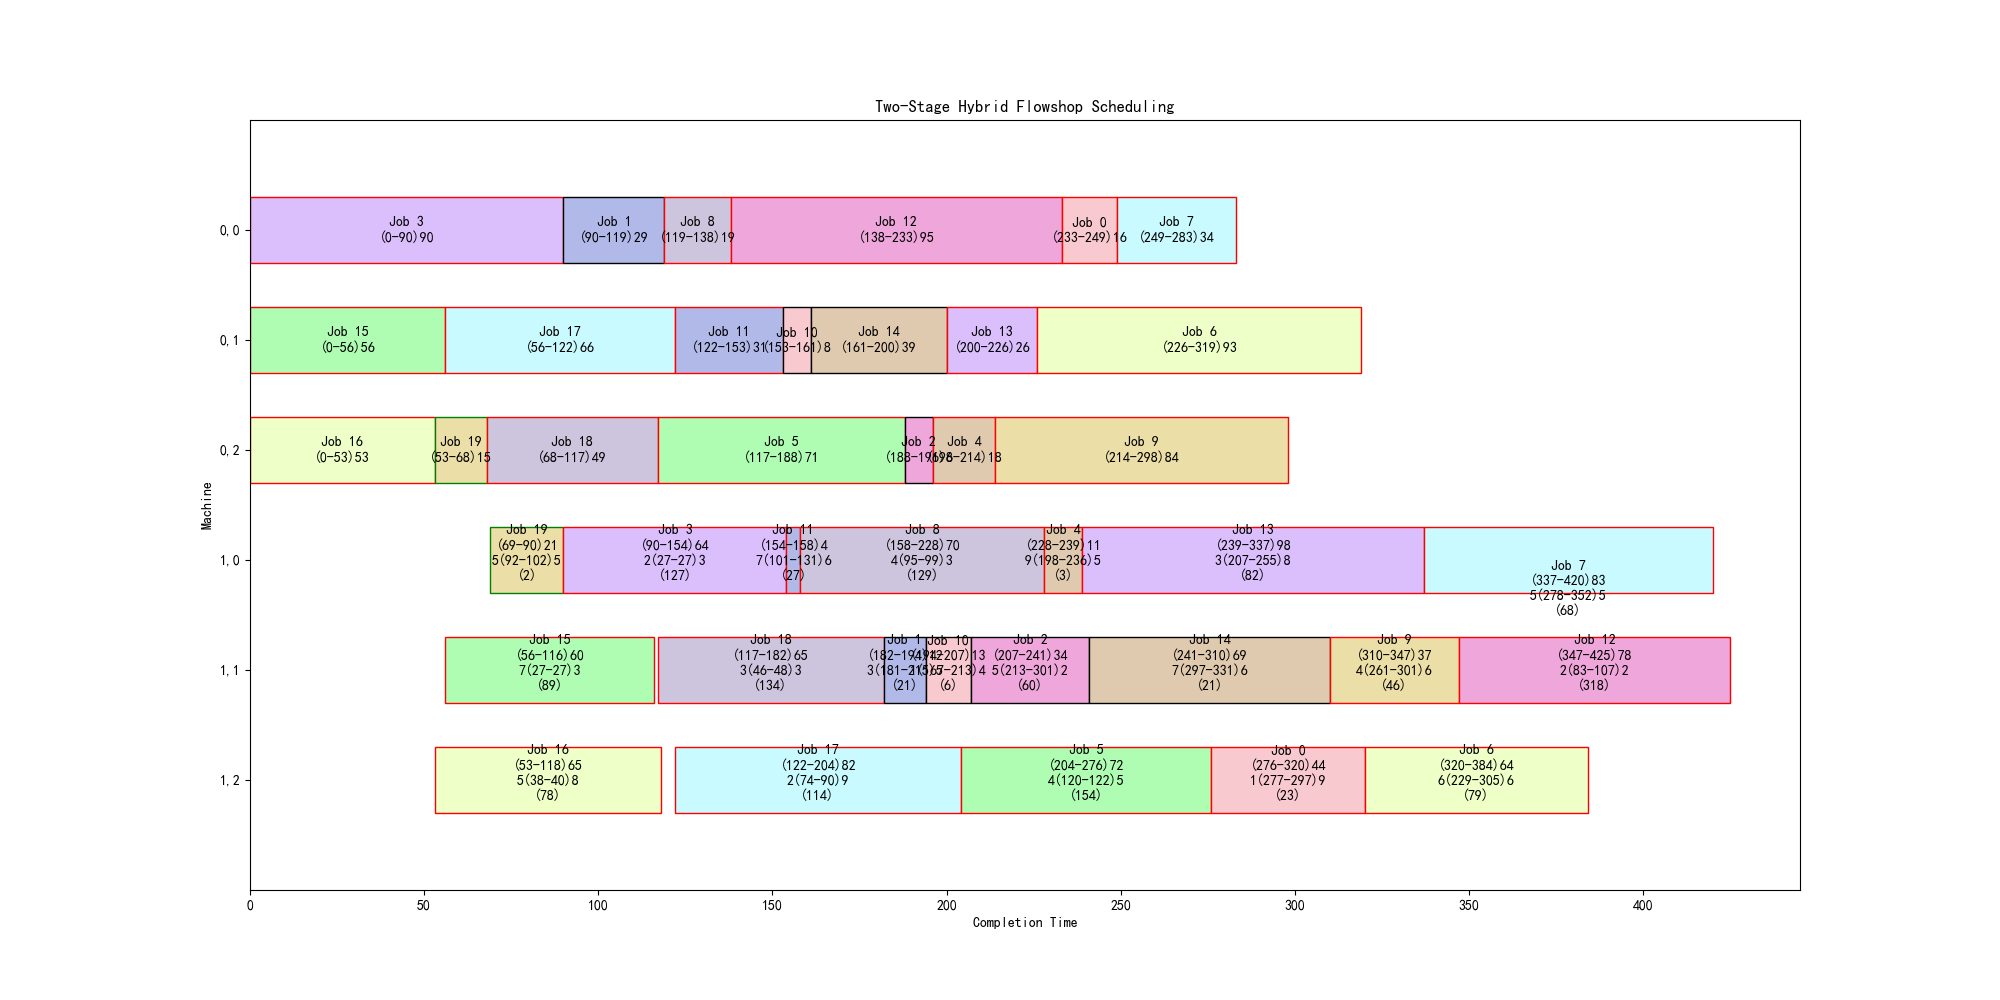 Two-Stage Hybrid Flowshop Scheduling
Machine
0,0
Job 3
(0-90)90
Job 1
(90-119)29
Job 8
(119-138)19
Job 12
(138-233)95
Job 0
(233-249)16
Job 7
(249-283)34
0,1
Job 15
(0-56)56
Job 17
(56-122)66
Job 11
(122-153)31
Job 10
(153-161)8
Job 14
(161-200)39
Job 13
(200-226)26
Job 6
(226-319)93
0,2
Job 16
(0-53)53
Job 19
(53-68)15
Job 18
(68-117)49
Job 5
(117-188)71
Job 2
(188-196)8
Job 4
(196-214)18
Job 9
(214-298)84
1,0
Job 19
(69-90)21
5(92-102)5
(2)
Job 3
(90-154)64
2(27-27)3
(127)
Job 11
(154-158)4
7(101-131)6
(27)
Job 8
(158-228)70
4(95-99)3
(129)
Job 4
(228-239)11
9(198-236)5
(3)
Job 13
(239-337)98
3(207-255)8
(82)
Job 7
(337-420)83
5(278-352)5
(68)
1,1
Job 15
(56-116)60
7(27-27)3
(89)
Job 18
(117-182)65
3(46-48)3
(134)
Job 1
(182-194)12
(21)
Job 10
(194-207)13
(6)
Job 2
(207-241)34
5(213-301)2
(60)
Job 14
(241-310)69
7(297-331)6
(21)
Job 9
(310-347)37
4(261-301)6
(46)
Job 12
(347-425)78
2(83-107)2
(318)
1,2
Job 16
(53-118)65
5(38-40)8
(78)
Job 17
(122-204)82
2(74-90)9
(114)
Job 5
(204-276)72
4(120-122)5
(154)
Job 0
(276-320)44
1(277-297)9
(23)
Job 6
(320-384)64
6(229-305)6
(79)
0
50
100
150
200
250
300
350
400
Completion Time